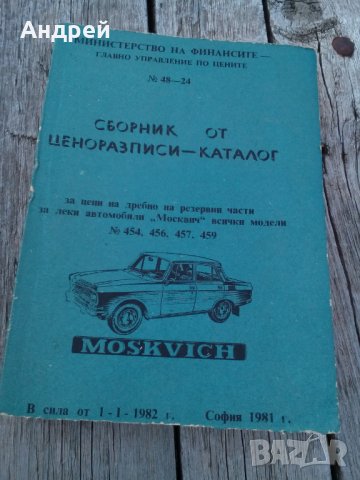 Андрей
МИНИСТЕРСТВО НА ФИНАНСИТЕ —
ГЛАВНО УПРАВЛЕНИЕ ПО ЦЕНИТЕ
№ 48—24
СБОРНИК ОТ
ЦЕНОРАЗПИСИ—КАТАЛОГ
за цени на дребно на резервни части
за леки автомобили „Москвич“ всички модели
№ 454, 456, 457, 459
MOSKVICH
В сила от 1-I-1982 г. София 1981 г.
BAZAR